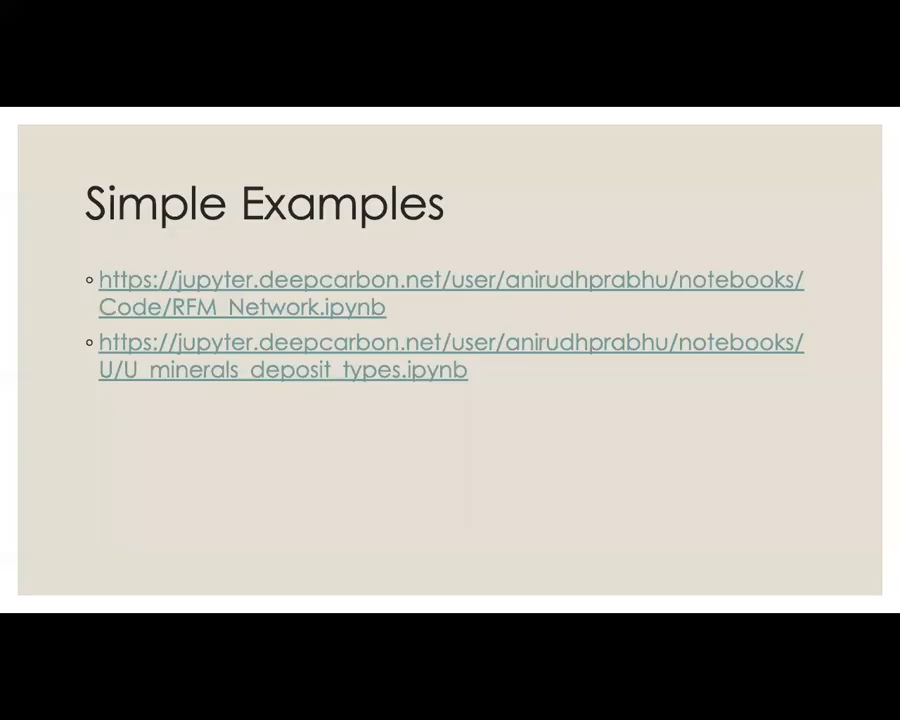 Simple Examples
https://jupyter.deepcarbon.net/user/anirudhprabhu/notebooks/
Code/RFM_Network.ipynb
https://jupyter.deepcarbon.net/user/anirudhprabhu/notebooks/
U/U_minerals_deposit_types.ipynb